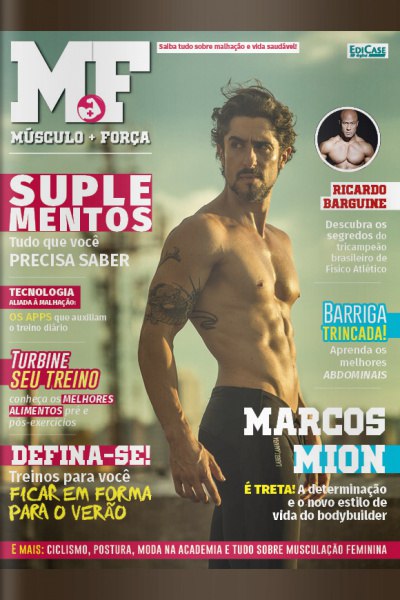 Saiba tudo sobre malhação e vida saudável!
EDICASE
digital
M+F
MÚSCULO + FORÇA
SUPLE
MENTOS
Tudo que você
PRECISA SABER
TECNOLOGIA
ALIADA À MALHAÇÃO:
OS APPS que auxiliam
o treino diário
TURBINE
SEU TREINO
conheça os MELHORES
ALIMENTOS pré e
pós-exercícios
DEFINA-SE!
Treinos para você
FICAR EM FORMA
PARA O VERÃO
RICARDO
BARGUINE
Descubra os
segredos do
tricampeão
brasileiro de
Físico Atlético
BARRIGA
TRINCADA!
Aprenda os
melhores
ABDOMINAIS
MARCOS
MION
É TRETA! A determinação
e o novo estilo de
vida do bodybuilder
E MAIS: CICLISMO, POSTURA, MODA NA ACADEMIA E TUDO SOBRE MUSCULAÇÃO FEMININA